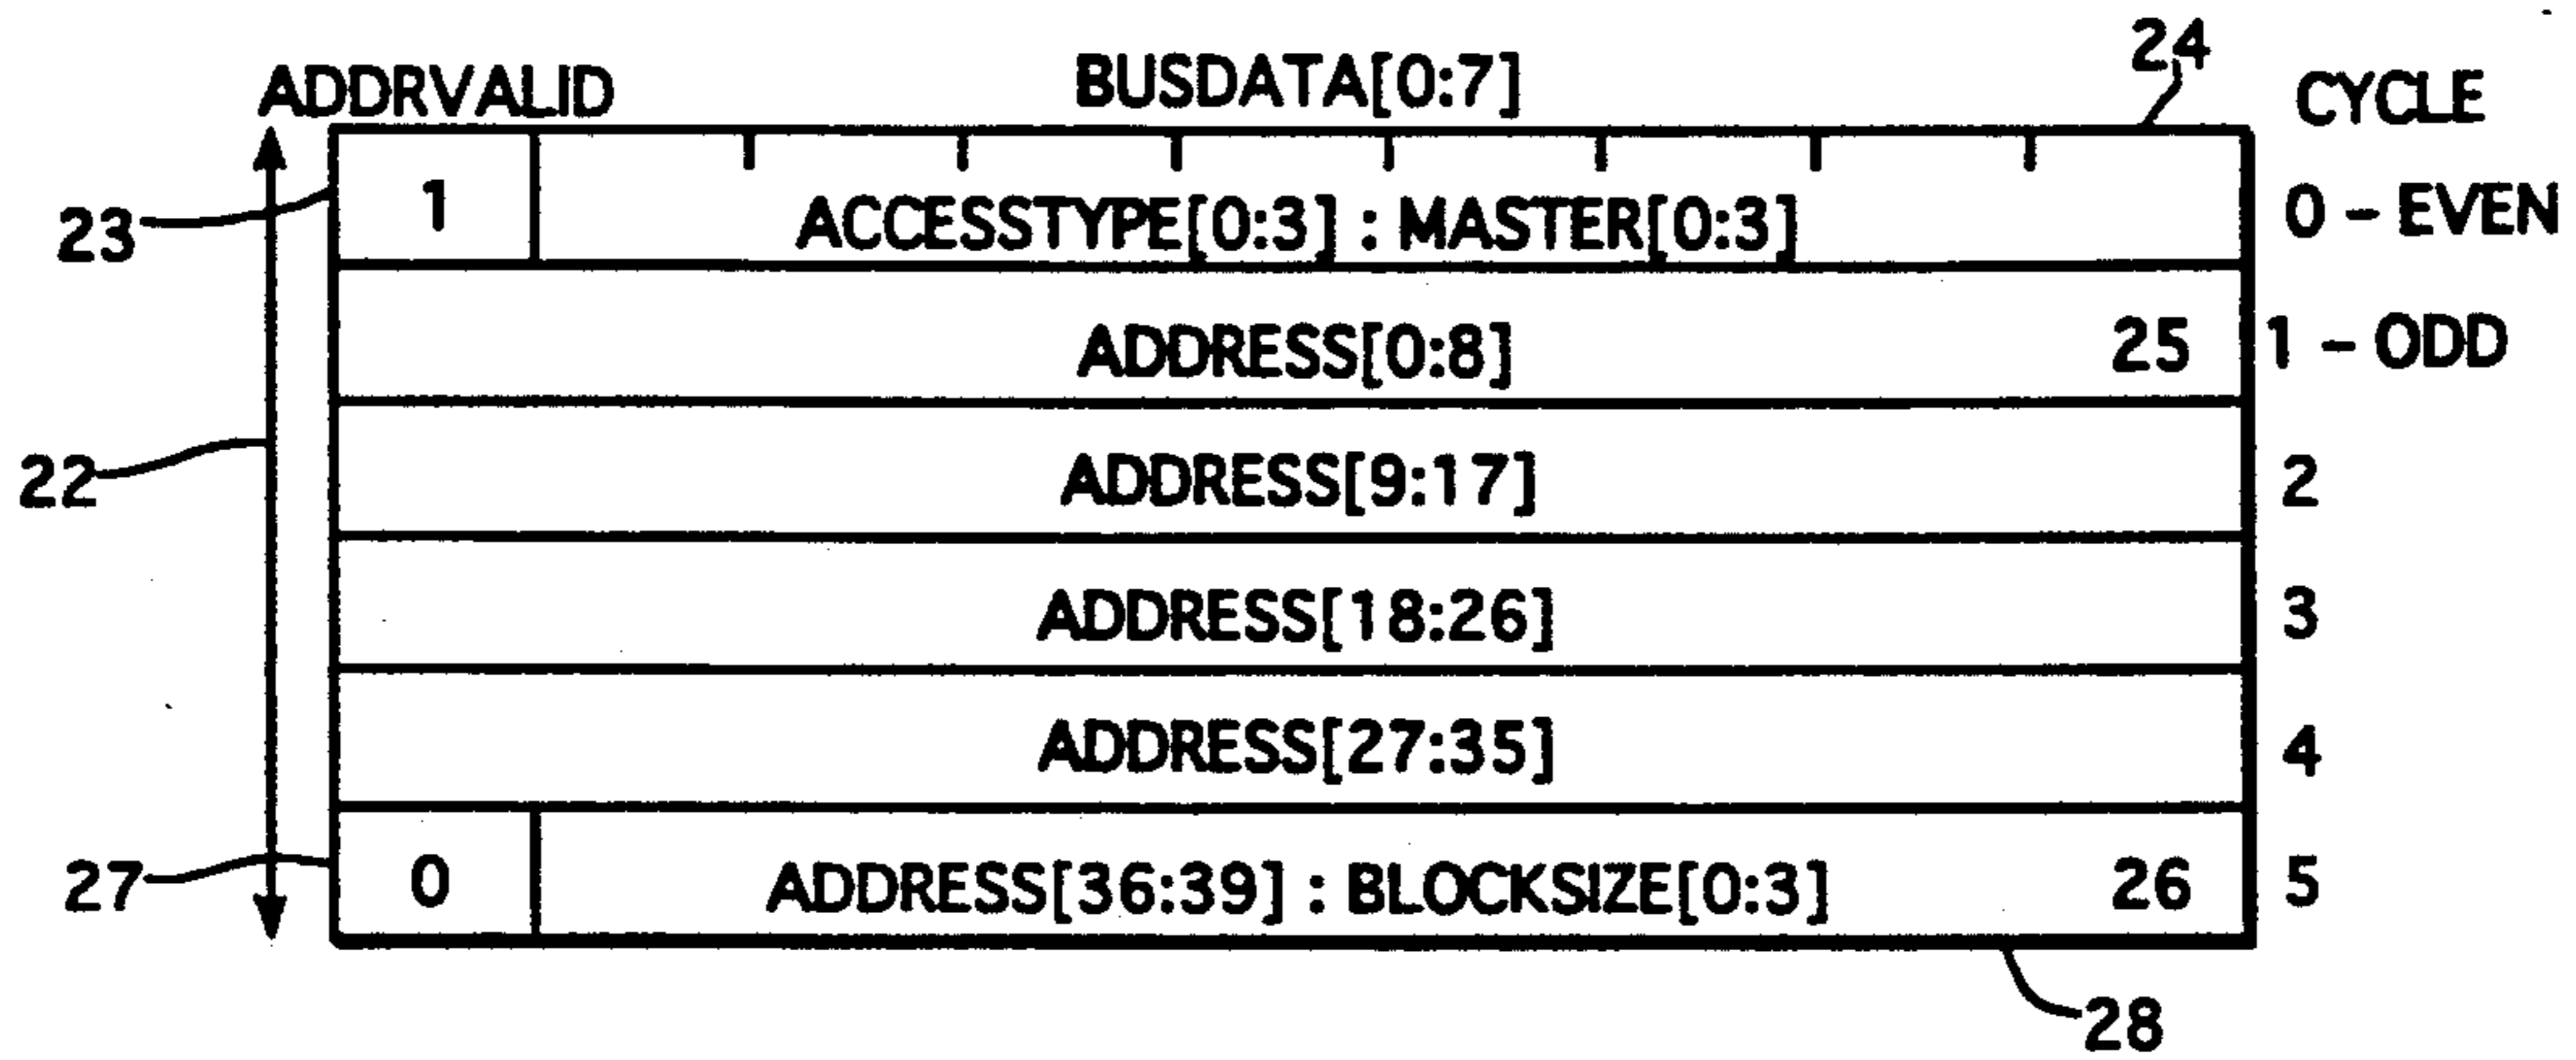 ADDRVALID BUSDATA[0:7] 24 CYCLE
23 1 ACCESSTYPE[0:3] : MASTER[0:3] 0 – EVEN
ADDRESS[0:8] 25 1 – ODD
22 ADDRESS[9:17] 2
ADDRESS[18:26] 3
ADDRESS[27:35] 4
27 0 ADDRESS[36:39] : BLOCKSIZE[0:3] 26 5
28